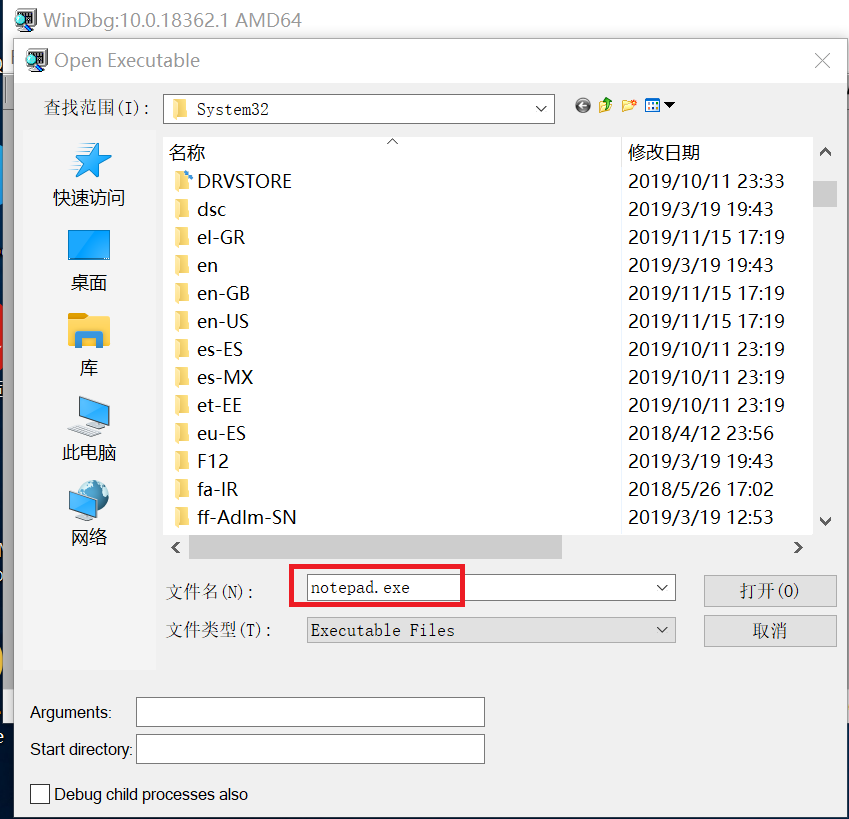 WinDbg:10.0.18362.1 AMD64
Open Executable
查找范围(I): System32
名称 修改日期
DRVSTORE 2019/10/11 23:33
dsc 2019/3/19 19:43
el-GR 2019/11/15 17:19
en 2019/3/19 19:43
en-GB 2019/11/15 17:19
en-US 2019/11/15 17:19
es-ES 2019/10/11 23:19
es-MX 2019/10/11 23:19
et-EE 2019/10/11 23:19
eu-ES 2018/4/12 23:56
F12 2019/3/19 19:43
fa-IR 2018/5/26 17:02
ff-Adlm-SN 2019/3/19 12:53
快速访问
桌面
库
此电脑
网络
文件名(N): notepad.exe 打开(O)
文件类型(T): Executable Files 取消
Arguments:
Start directory:
Debug child processes also